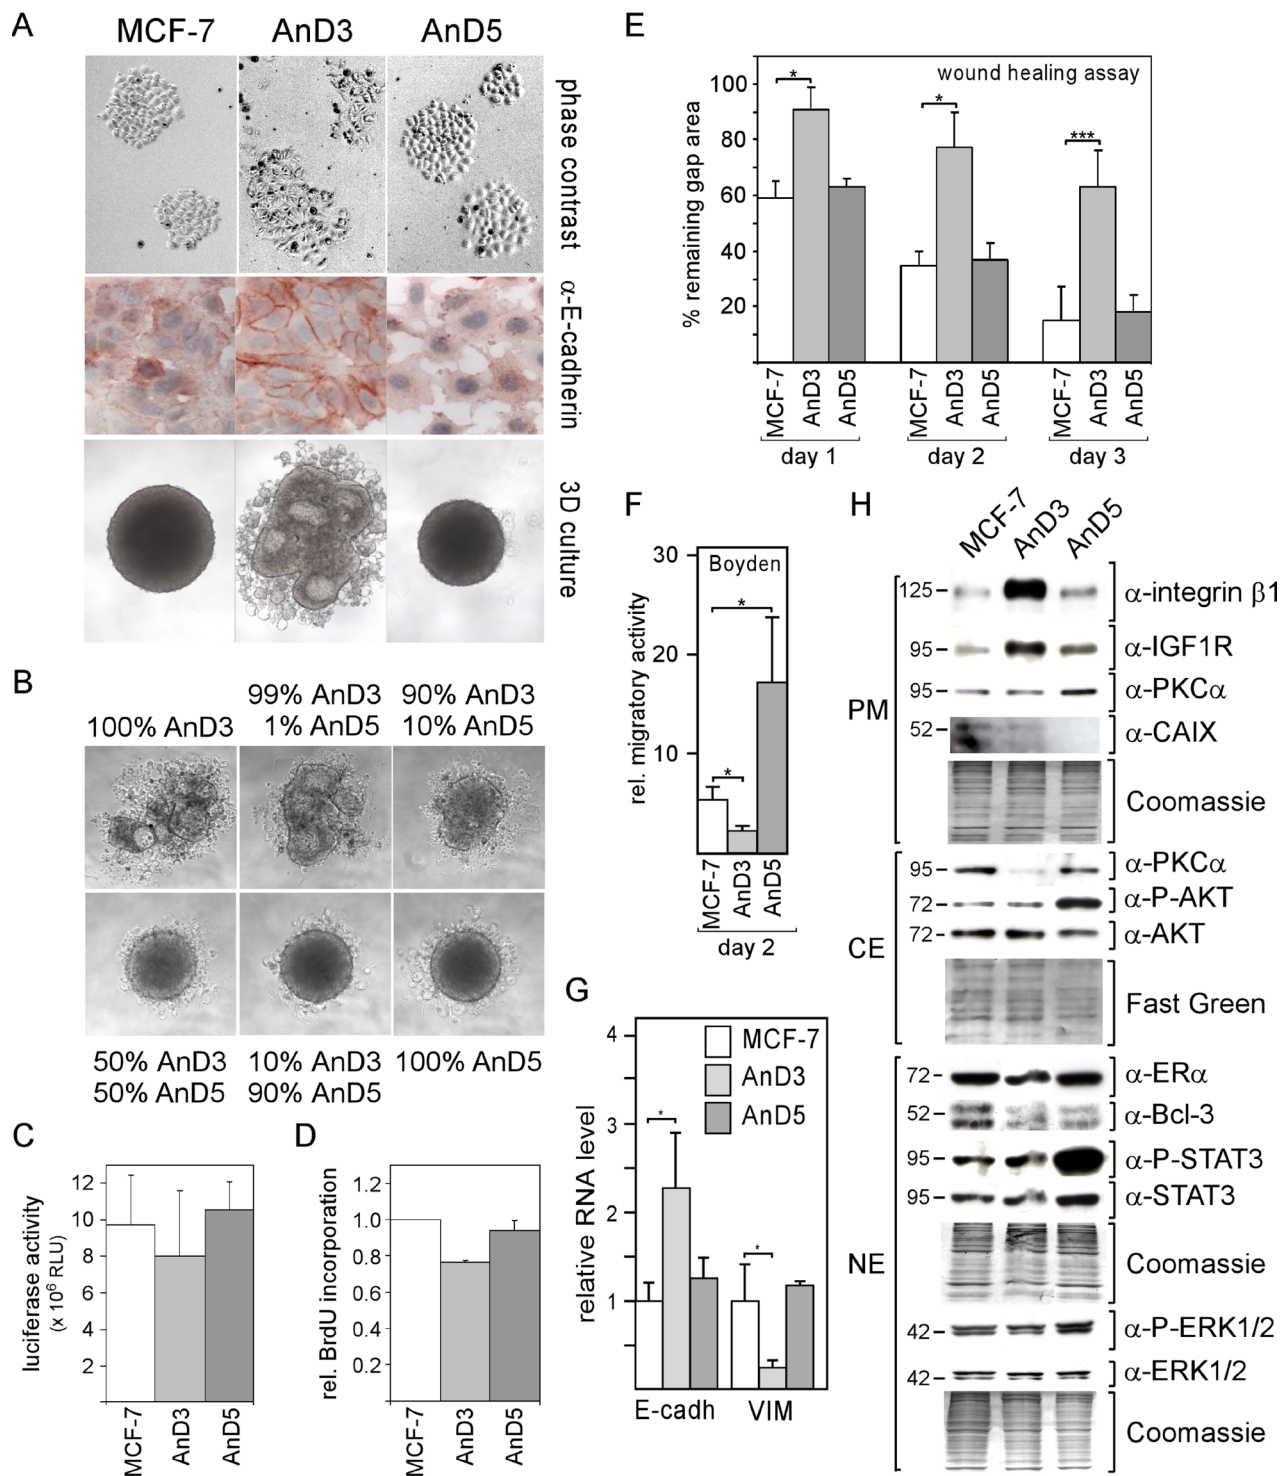 A
MCF-7 AnD3 AnD5
phase contrast
α-E-cadherin
3D culture
B
100% AnD3
99% AnD3
1% AnD5
90% AnD3
10% AnD5
50% AnD3
50% AnD5
10% AnD3
90% AnD5
100% AnD5
C
luciferase activity
(x 10⁶ RLU)
12
10
8
6
4
2
MCF-7
AnD3
AnD5
D
rel. BrdU incorporation
1.2
1.0
0.8
0.6
0.4
0.2
MCF-7
AnD3
AnD5
E
wound healing assay
% remaining gap area
100
80
60
40
20
*
*
***
MCF-7
AnD3
AnD5
MCF-7
AnD3
AnD5
MCF-7
AnD3
AnD5
day 1
day 2
day 3
F
Boyden
rel. migratory activity
30
20
10
*
*
MCF-7
AnD3
AnD5
day 2
G
relative RNA level
4
3
2
1
MCF-7
AnD3
AnD5
*
*
E-cadh VIM
H
MCF-7 AnD3 AnD5
PM
125 α-integrin β1
95 α-IGF1R
95 α-PKCα
52 α-CAIX
Coomassie
CE
95 α-PKCα
72 α-P-AKT
72 α-AKT
Fast Green
NE
72 α-ERα
52 α-Bcl-3
95 α-P-STAT3
95 α-STAT3
Coomassie
42 α-P-ERK1/2
42 α-ERK1/2
Coomassie